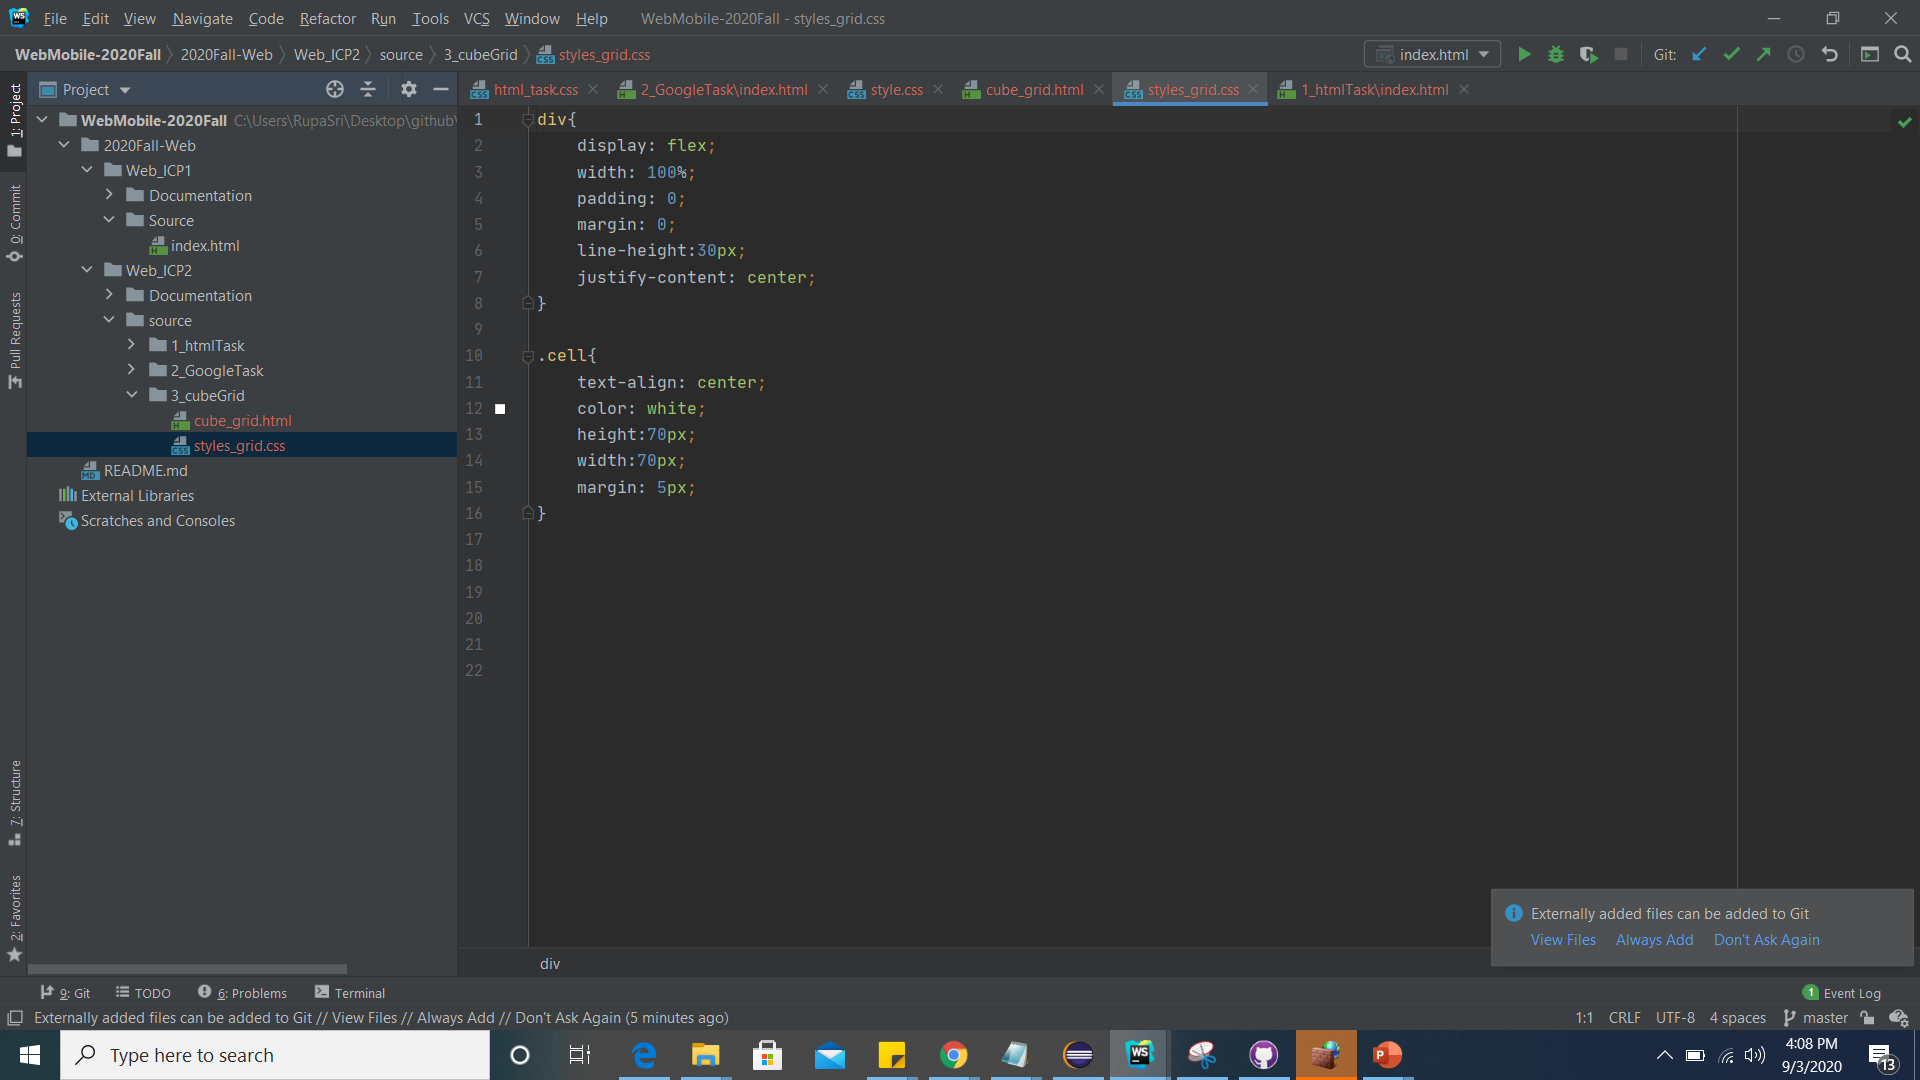 WS File Edit View Navigate Code Refactor Run Tools VCS Window Help WebMobile-2020Fall - styles_grid.css
WebMobile-2020Fall 2020Fall-Web Web_ICP2 source 3_cubeGrid styles_grid.css index.html Git:
Project html_task.css 2_GoogleTask\index.html style.css cube_grid.html styles_grid.css 1_htmlTask\index.html
1: Project
0: Commit
Pull Requests
7: Structure
2: Favorites
WebMobile-2020Fall C:\Users\RupaSri\Desktop\github\
2020Fall-Web
Web_ICP1
Documentation
Source
index.html
Web_ICP2
Documentation
source
1_htmlTask
2_GoogleTask
3_cubeGrid
cube_grid.html
styles_grid.css
README.md
External Libraries
Scratches and Consoles
1 div{
2 display: flex;
3 width: 100%;
4 padding: 0;
5 margin: 0;
6 line-height:30px;
7 justify-content: center;
8 }
9
10 .cell{
11 text-align: center;
12 color: white;
13 height:70px;
14 width:70px;
15 margin: 5px;
16 }
17
18
19
20
21
22
Externally added files can be added to Git
View Files Always Add Don't Ask Again
div
9: Git TODO 6: Problems Terminal 1 Event Log
Externally added files can be added to Git // View Files // Always Add // Don't Ask Again (5 minutes ago) 1:1 CRLF UTF-8 4 spaces master
Type here to search WS P 4:08 PM
9/3/2020 13